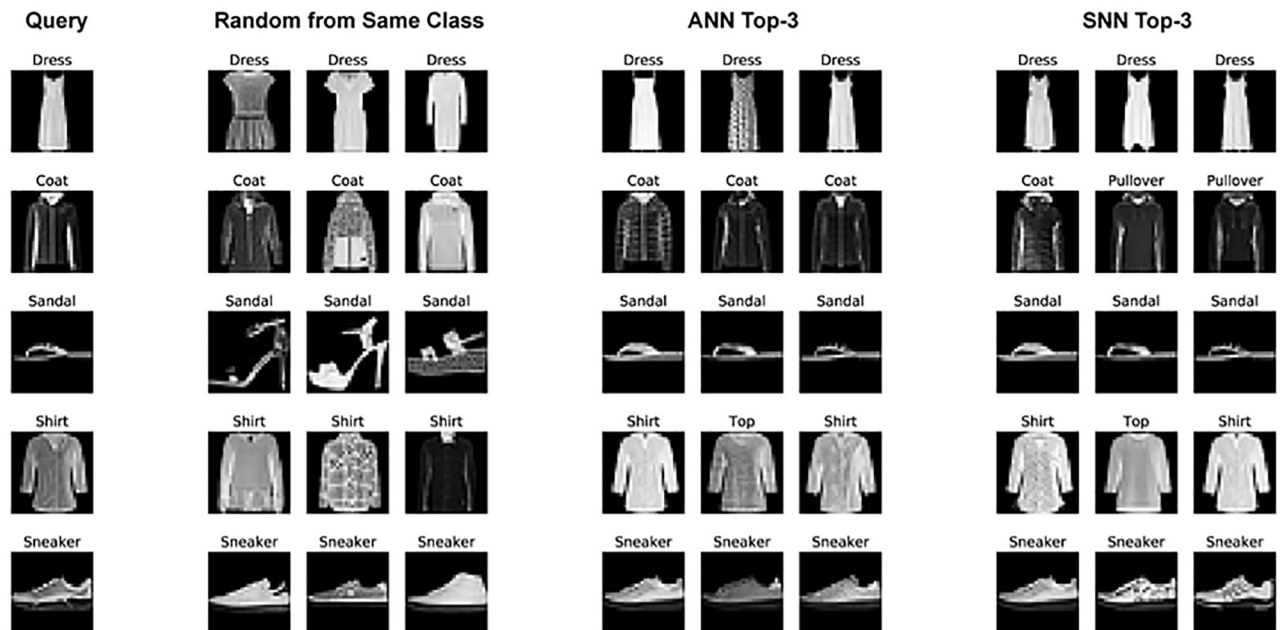 Query Random from Same Class ANN Top-3 SNN Top-3
Dress Dress Dress Dress Dress Dress Dress Dress Dress Dress
Coat Coat Coat Coat Coat Coat Coat Coat Pullover Pullover
Sandal Sandal Sandal Sandal Sandal Sandal Sandal Sandal Sandal Sandal
Shirt Shirt Shirt Shirt Shirt Top Shirt Shirt Top Shirt
Sneaker Sneaker Sneaker Sneaker Sneaker Sneaker Sneaker Sneaker Sneaker Sneaker